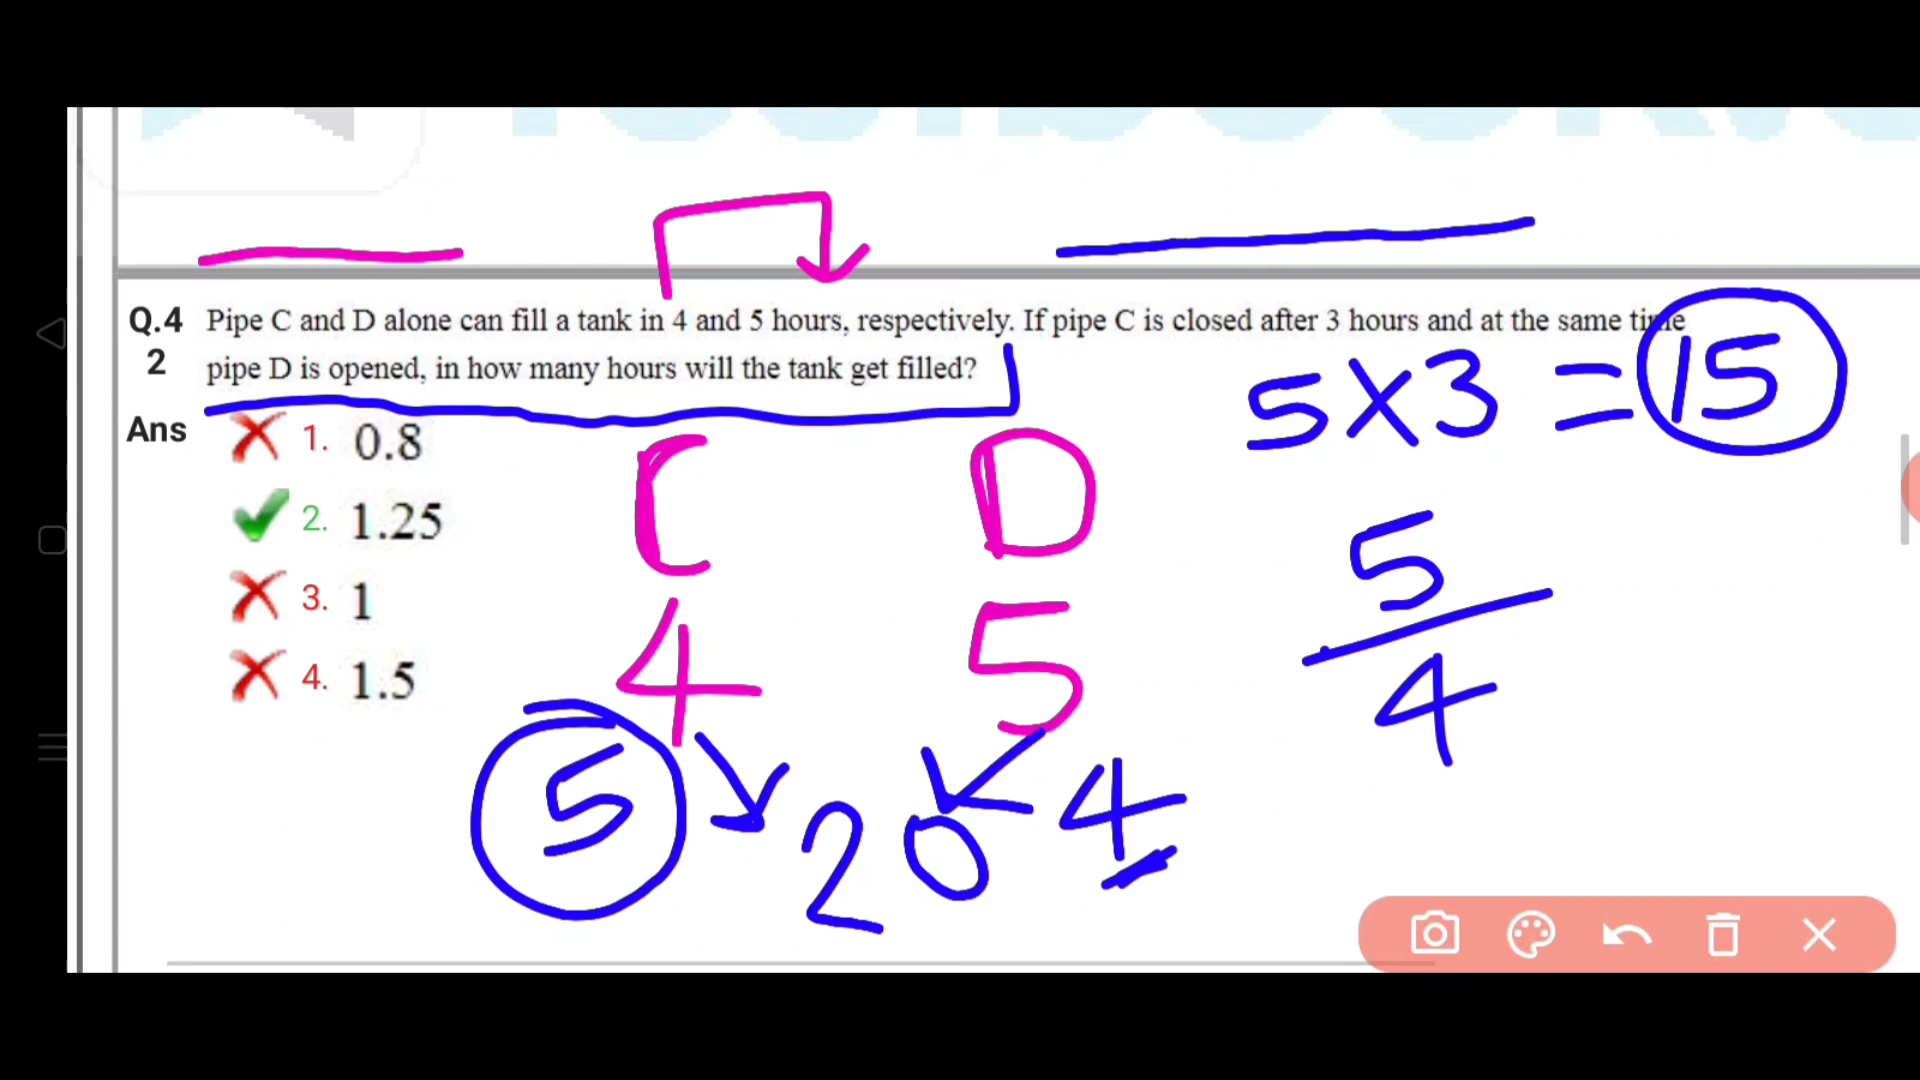 Q.4 Pipe C and D alone can fill a tank in 4 and 5 hours, respectively. If pipe C is closed after 3 hours and at the same time
2 pipe D is opened, in how many hours will the tank get filled?
5 × 3 = 15
Ans 1. 0.8
C D
2. 1.25
5
3. 1
4 5
4
4. 1.5
5 20 4